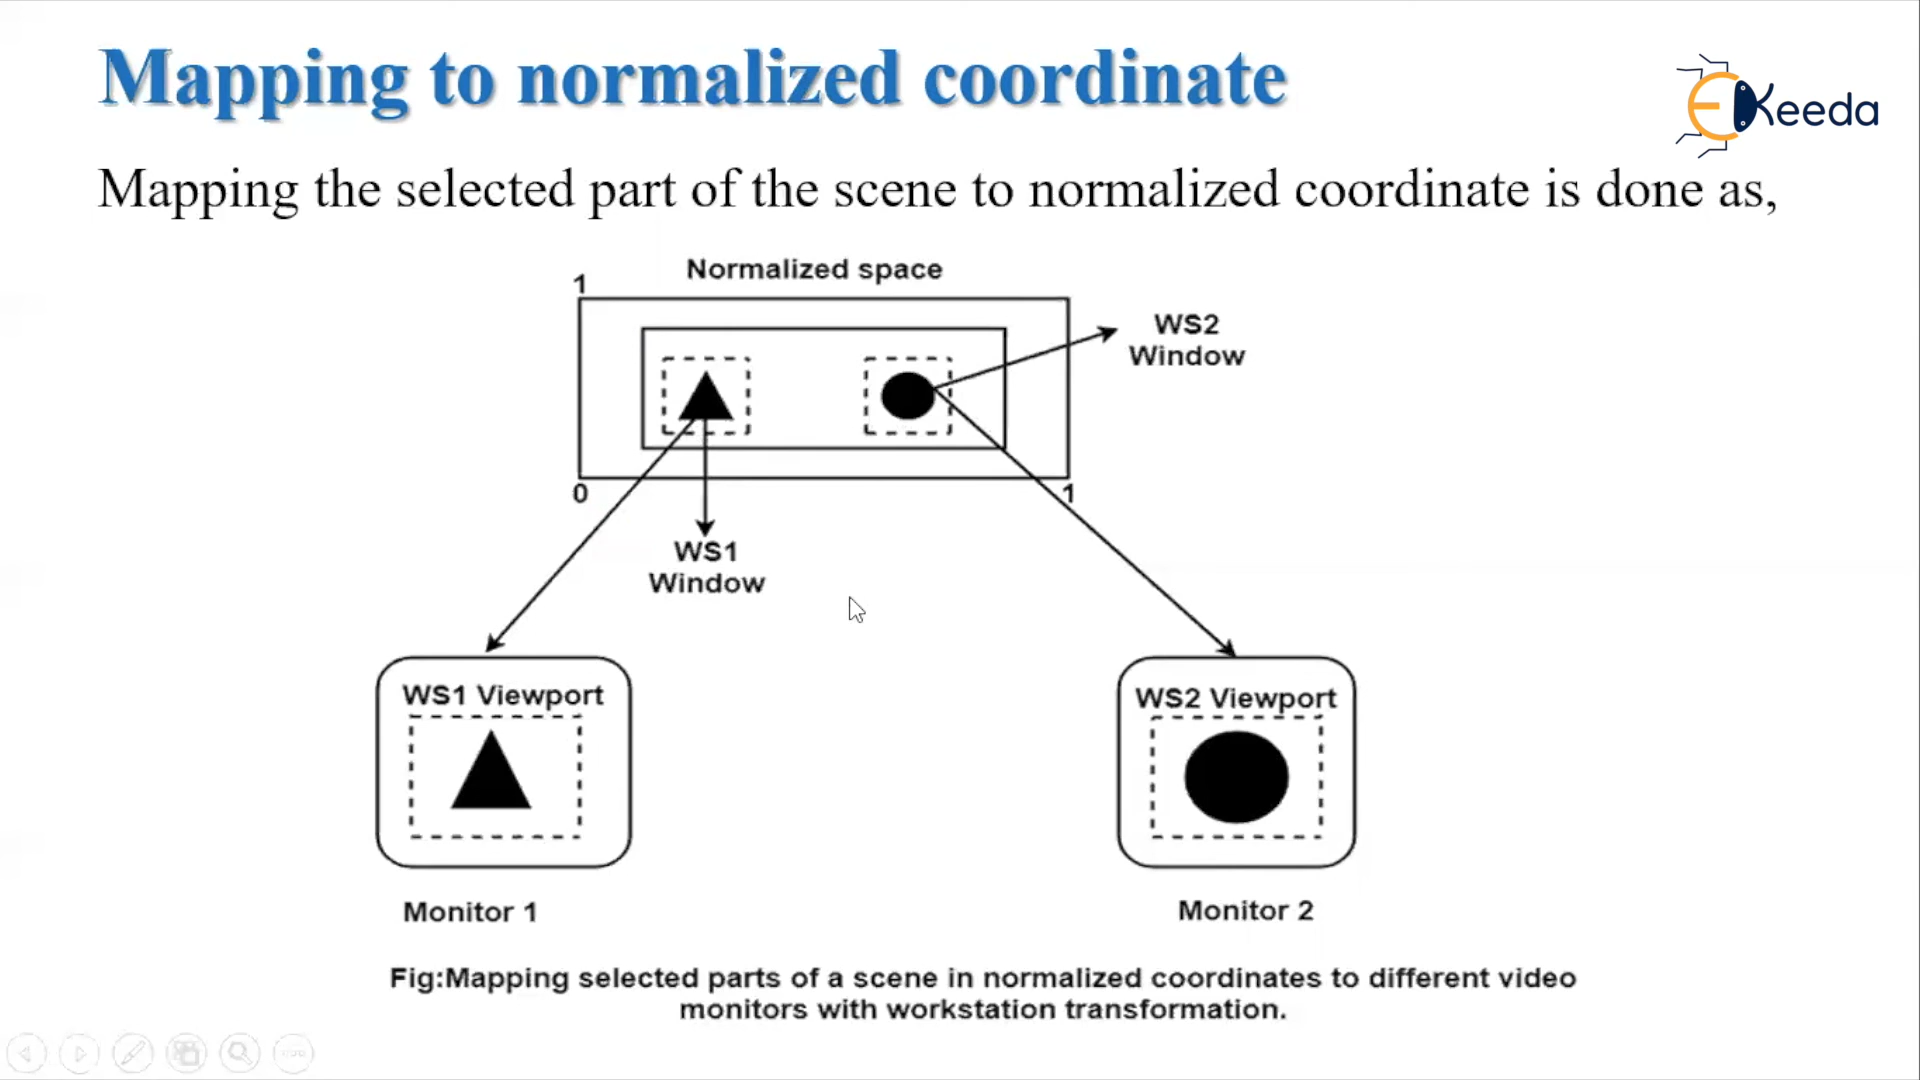 Mapping to normalized coordinate
EKeeda
Mapping the selected part of the scene to normalized coordinate is done as,
Normalized space
1
WS2
Window
0
1
WS1
Window
WS1 Viewport
WS2 Viewport
Monitor 1
Monitor 2
Fig:Mapping selected parts of a scene in normalized coordinates to different video
monitors with workstation transformation.